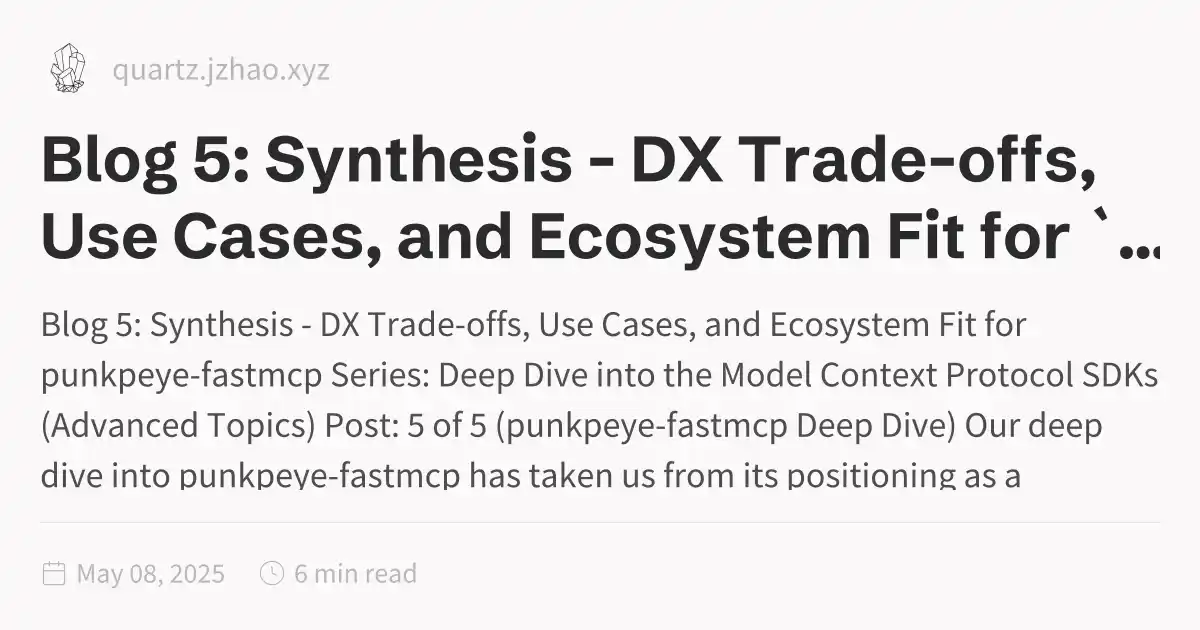 quartz.jzhao.xyz
Blog 5: Synthesis - DX Trade-offs,
Use Cases, and Ecosystem Fit for `...
Blog 5: Synthesis - DX Trade-offs, Use Cases, and Ecosystem Fit for
punkpeye-fastmcp Series: Deep Dive into the Model Context Protocol SDKs
(Advanced Topics) Post: 5 of 5 (punkpeye-fastmcp Deep Dive) Our deep
dive into punkpeye-fastmcp has taken us from its positioning as a
May 08, 2025
6 min read